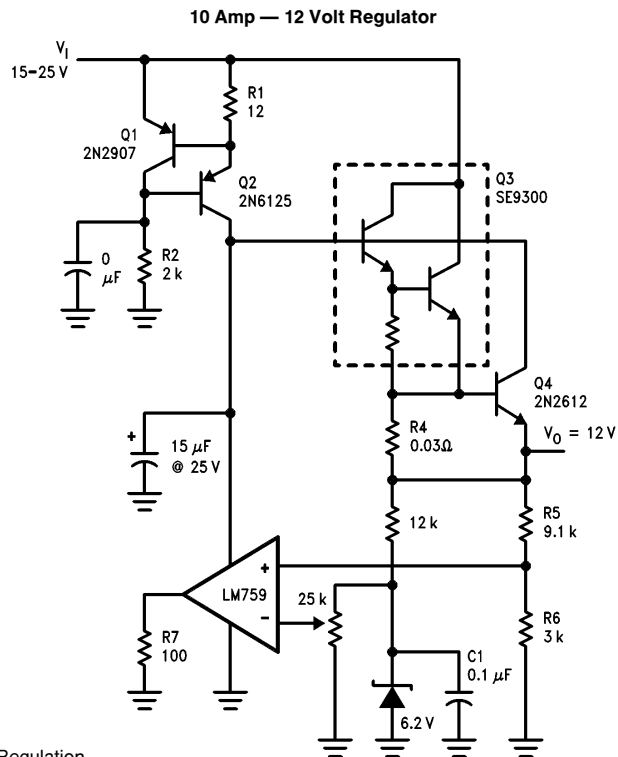 10 Amp — 12 Volt Regulator
V_I
15–25 V
R1
12
Q1
2N2907
Q2
2N6125
Q3
SE9300
0
μF
R2
2 k
Q4
2N2612
V_O = 12 V
R4
0.03Ω
+
15 μF
@ 25 V
12 k
R5
9.1 k
+
LM759
−
25 k
R6
3 k
R7
100
C1
0.1 μF
6.2 V
Regulation